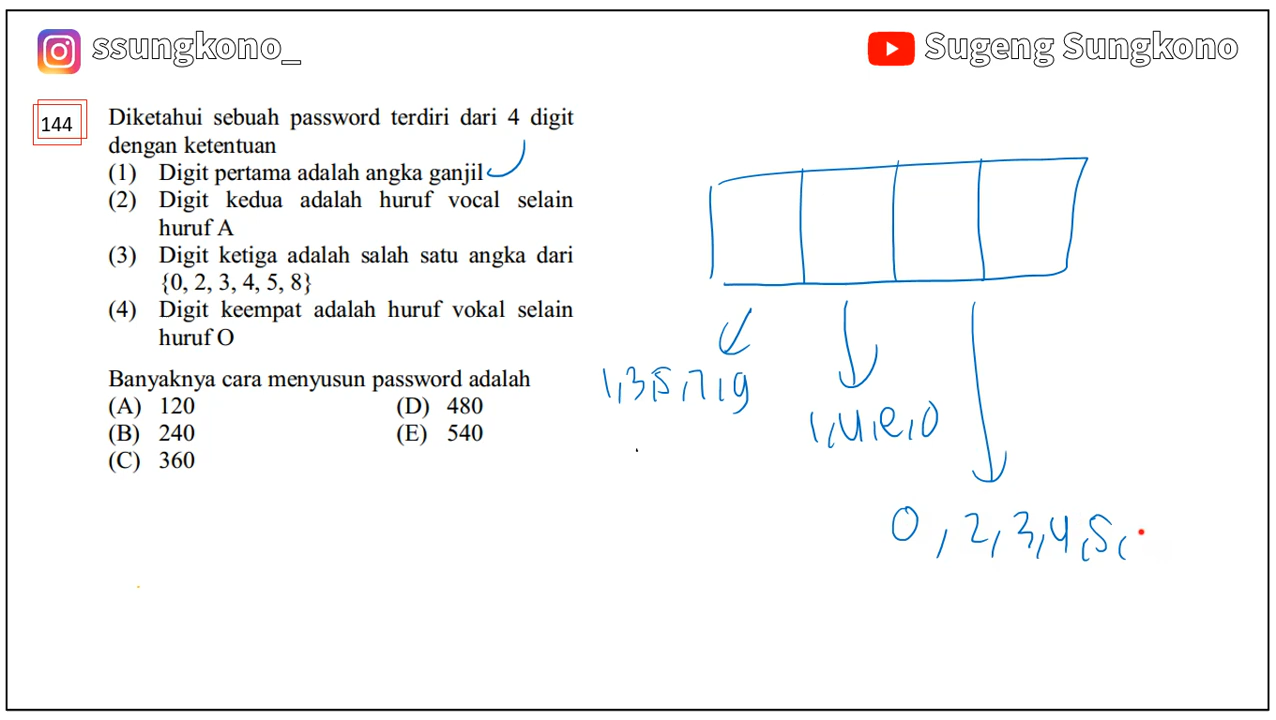 ssungkono_
Sugeng Sungkono
144
Diketahui sebuah password terdiri dari 4 digit
dengan ketentuan
(1) Digit pertama adalah angka ganjil
(2) Digit kedua adalah huruf vocal selain
huruf A
(3) Digit ketiga adalah salah satu angka dari
{0, 2, 3, 4, 5, 8}
(4) Digit keempat adalah huruf vokal selain
huruf O
Banyaknya cara menyusun password adalah
(A) 120 (D) 480
(B) 240 (E) 540
(C) 360
1,3,5,7,9
1,U,e,O
0,2,3,4,5,